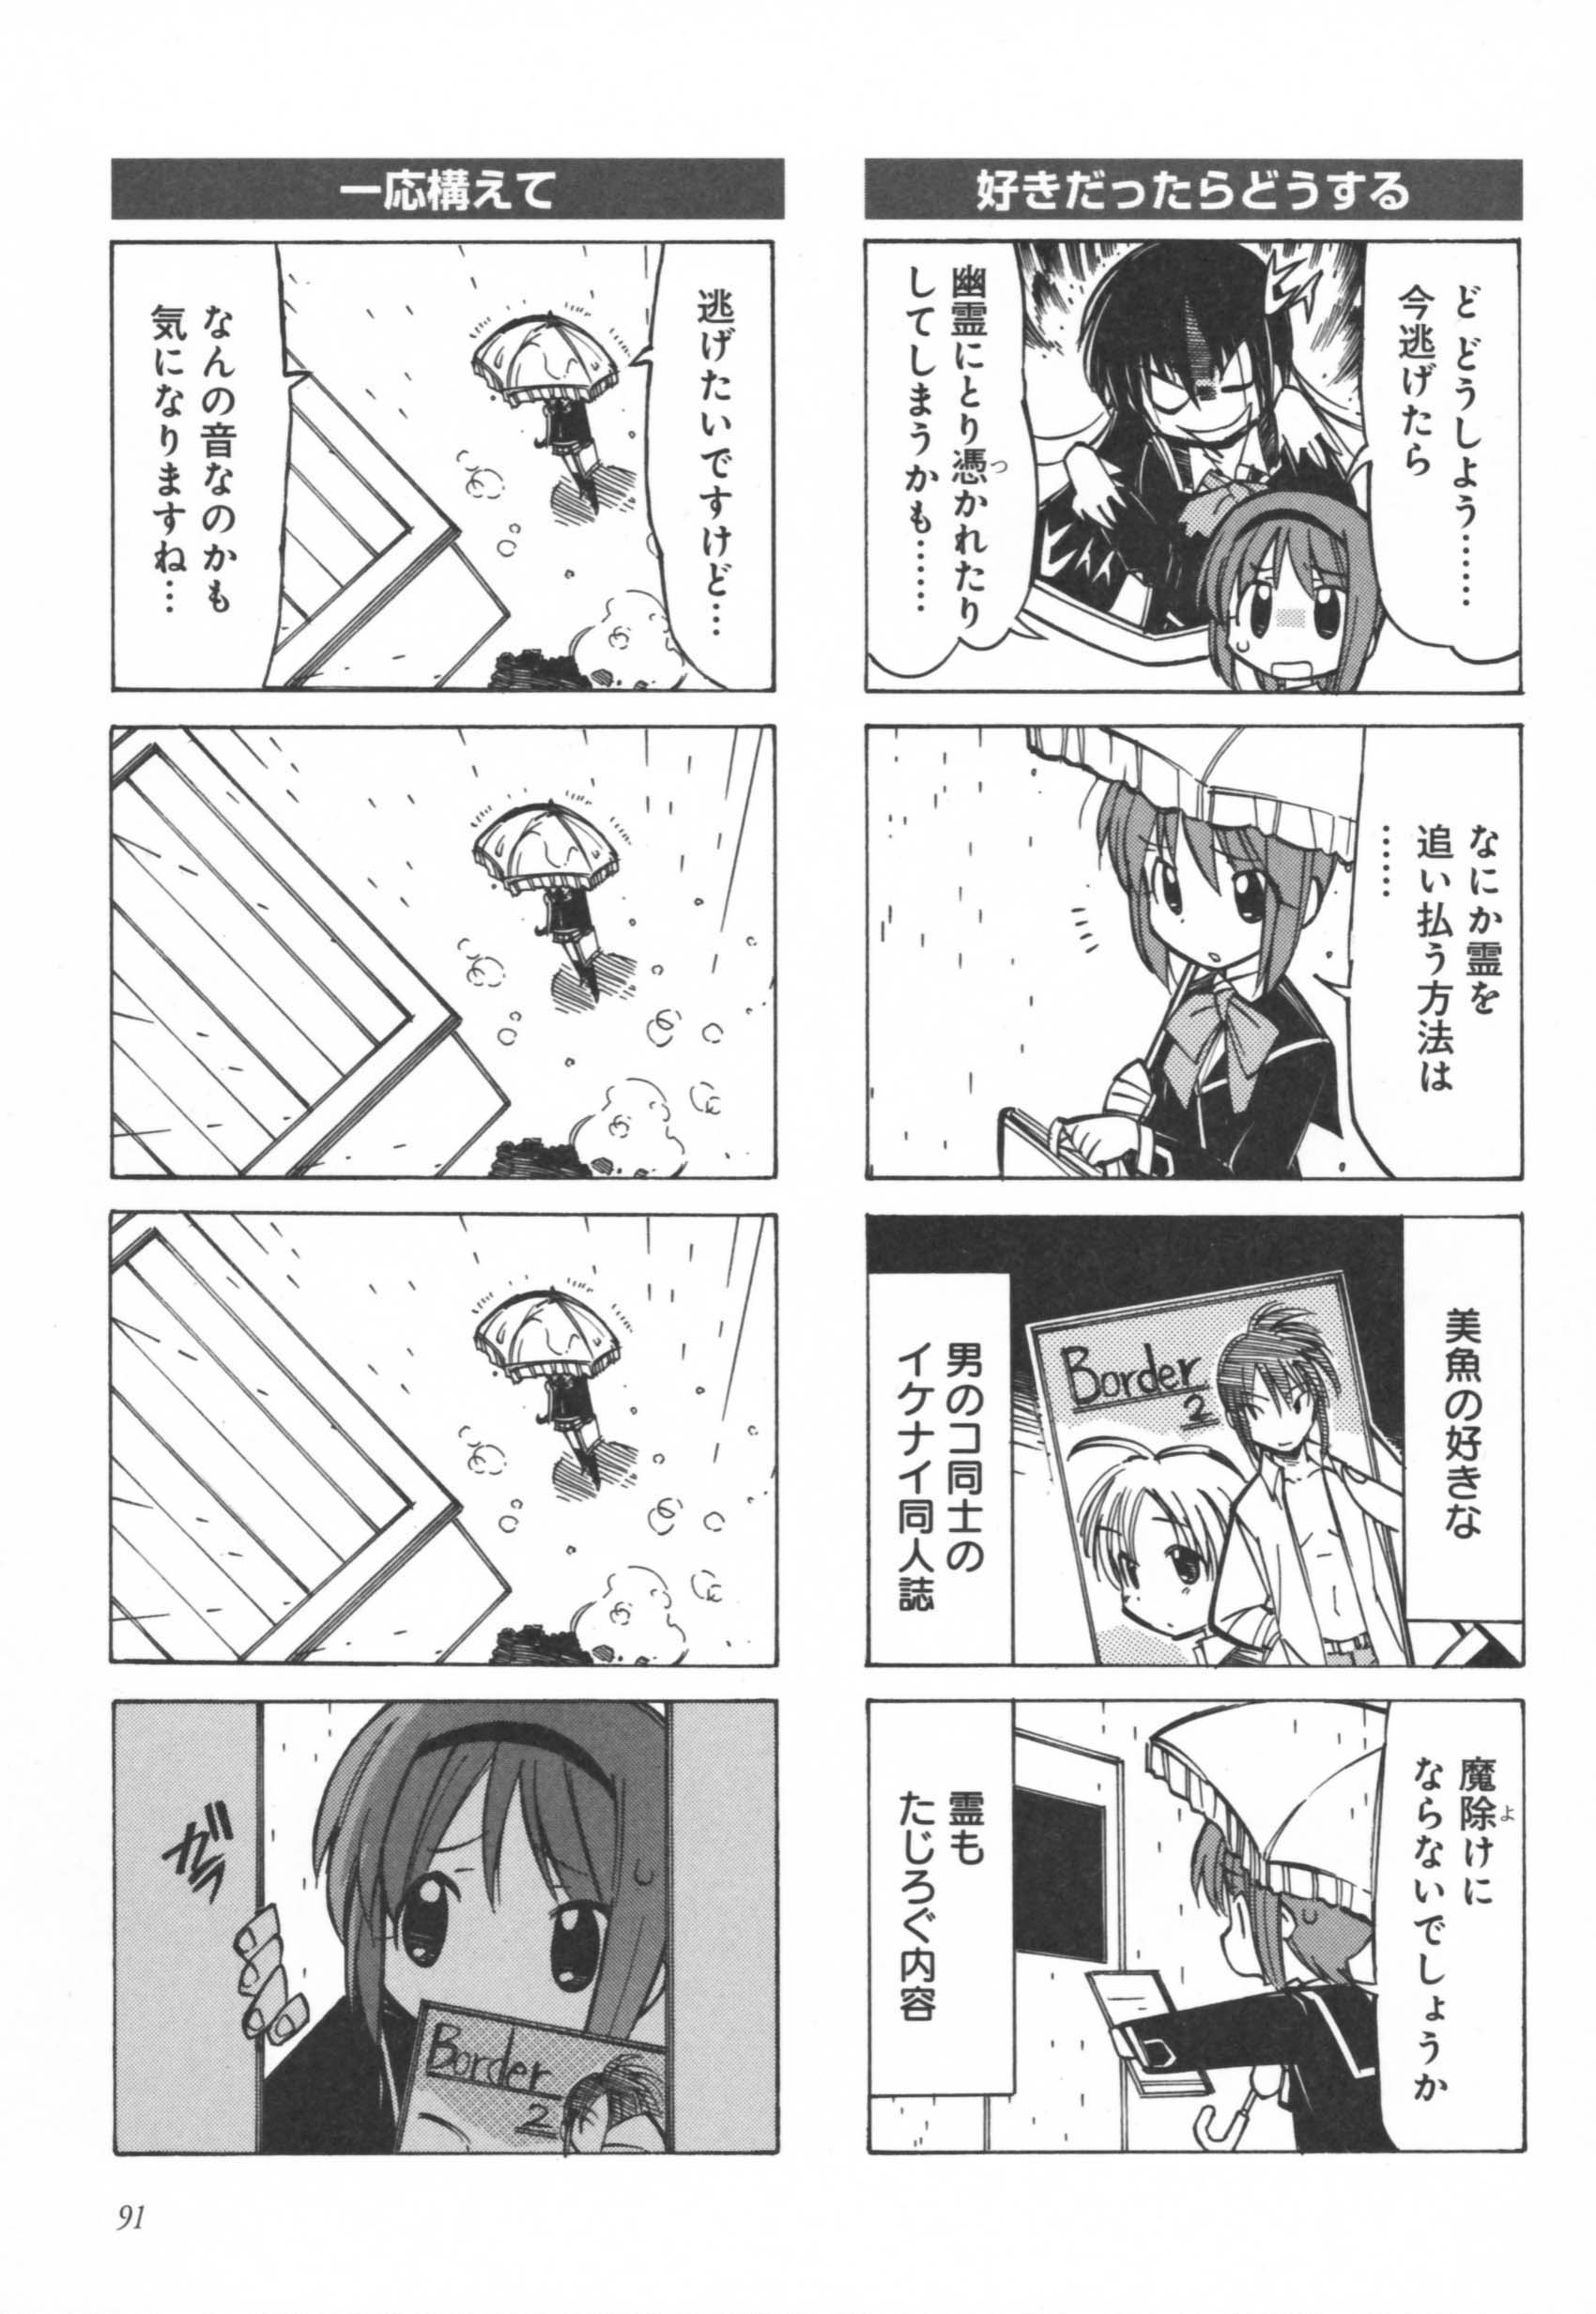 好きだったらどうする
ど どうしよう……
今逃げたら
幽霊にとり憑かれたり
してしまうかも……
なにか霊を
追い払う方法は
……
美魚の好きな
Border
2
男のコ同士の
イケナイ同人誌
魔除けに
ならないでしょうか
霊も
たじろぐ内容
一応構えて
逃げたいですけど…
なんの音なのかも
気になりますね…
ガラ
Border
2
91